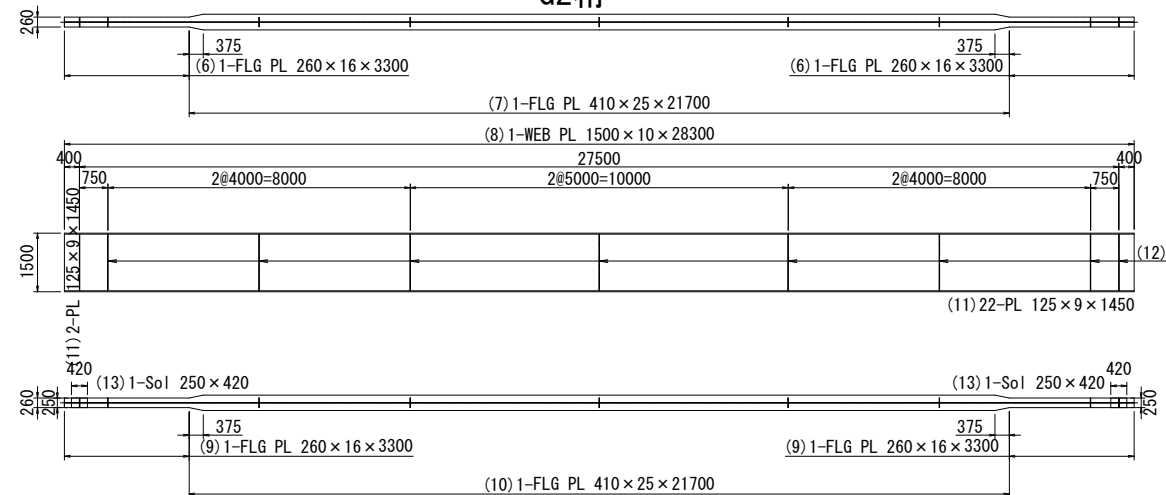 260
375
375
(6)1-FLG PL 260×16×3300
(6)1-FLG PL 260×16×3300
(7)1-FLG PL 410×25×21700
(8)1-WEB PL 1500×10×28300
400
27500
400
750
2@4000=8000
2@5000=10000
2@4000=8000
750
1500
(11)2-PL 125×9×1450
(12)
(11)22-PL 125×9×1450
420
(13)1-Sol 250×420
(13)1-Sol 250×420
420
260
250
250
375
375
(9)1-FLG PL 260×16×3300
(9)1-FLG PL 260×16×3300
(10)1-FLG PL 410×25×21700